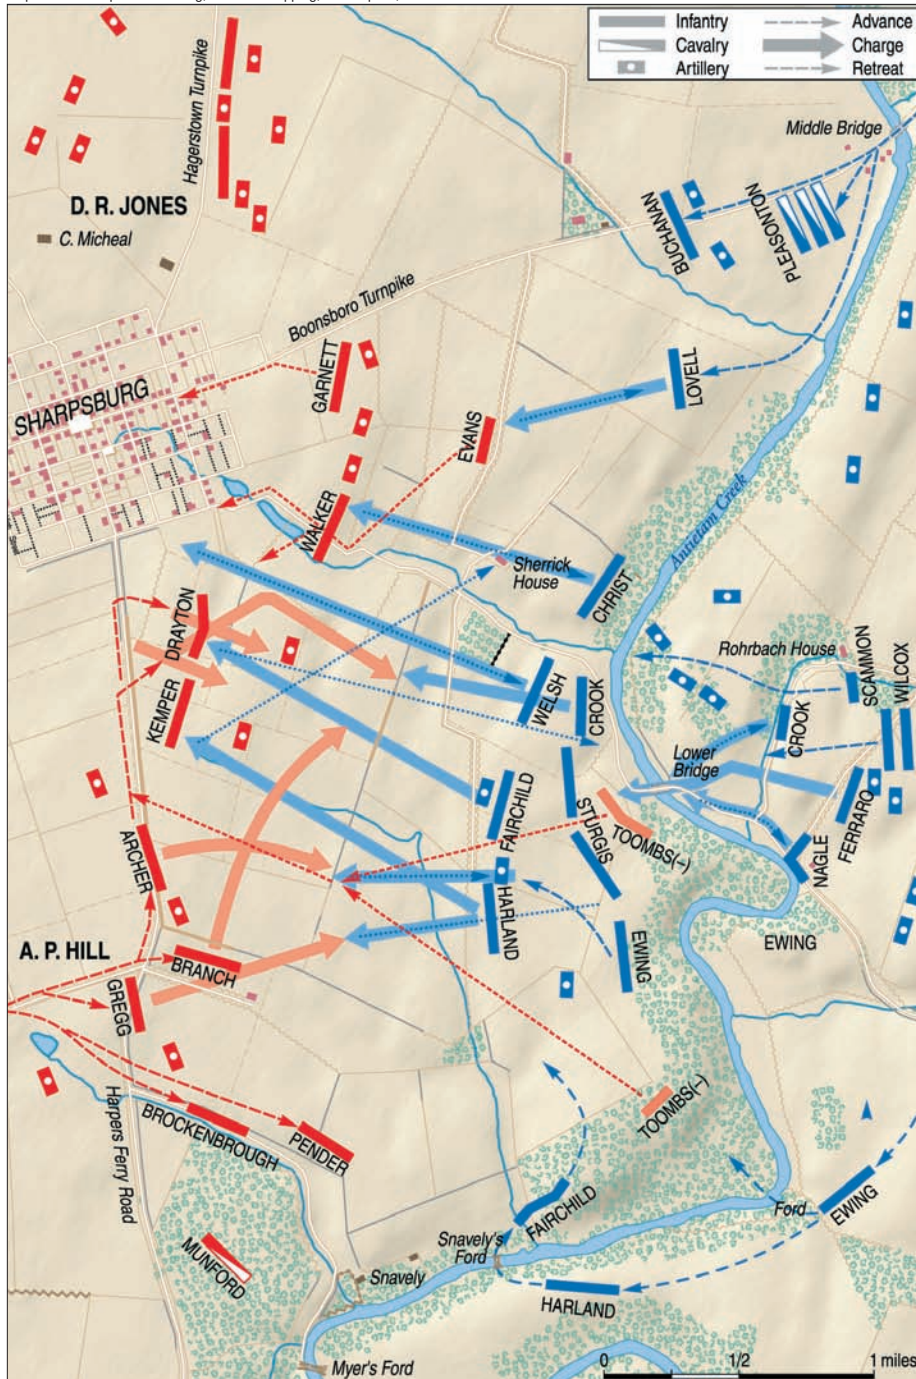 Infantry
Advance
Cavalry
Charge
Artillery
Retreat
Hagerstown Turnpike
Middle Bridge
D. R. JONES
C. Micheal
BUCHANAN
PLEASONTON
Boonsboro Turnpike
SHARPSBURG
GARNETT
LOVELL
EVANS
Antietam Creek
WALKER
Sherrick
House
CHRIST
DRAYTON
Rohrbach House
SCAMMON
WILCOX
KEMPER
WELSH
CROOK
CROOK
Lower
Bridge
FAIRCHILD
STURGIS
TOOMBS(–)
FERRARO
NAGLE
ARCHER
HARLAND
EWING
EWING
A. P. HILL
BRANCH
GREGG
TOOMBS(–)
BROCKENBROUGH
PENDER
Harpers Ferry Road
FAIRCHILD
Ford
EWING
MUNFORD
Snavely's
Ford
Snavely
HARLAND
Myer's Ford
0
1/2
1 miles